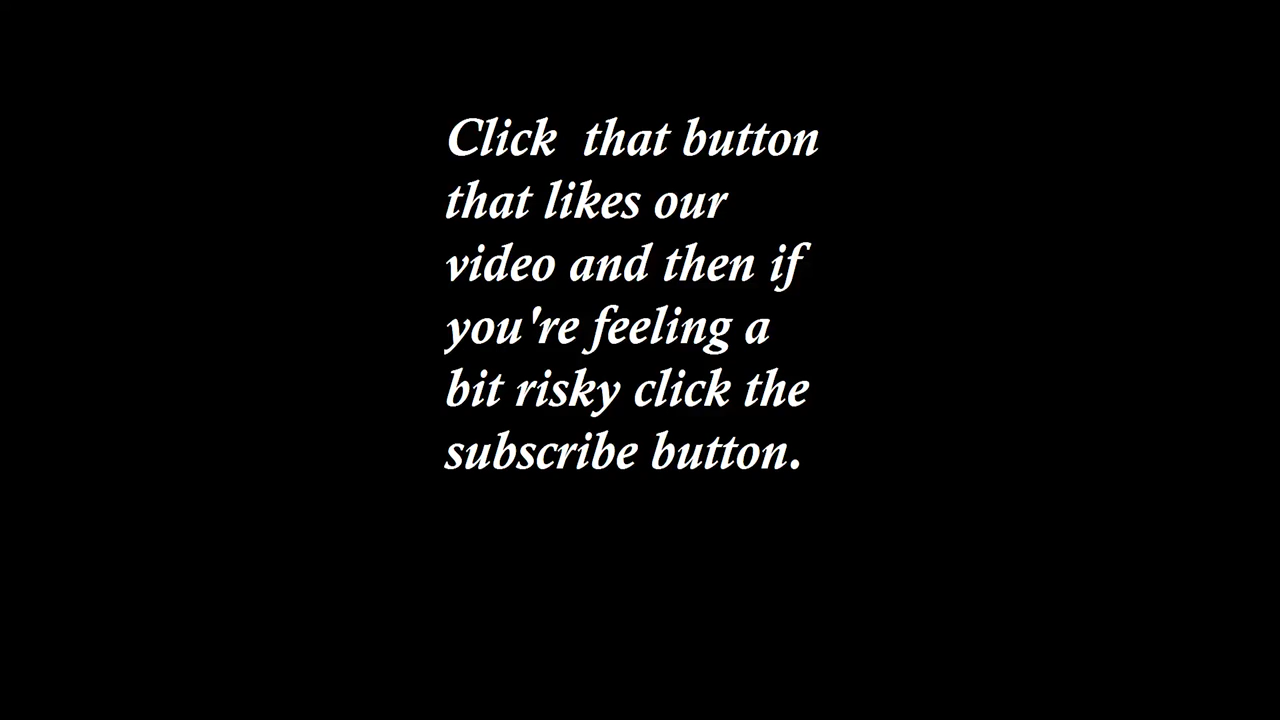 Click  that button
that likes our
video and then if
you're feeling a
bit risky click the
subscribe button.